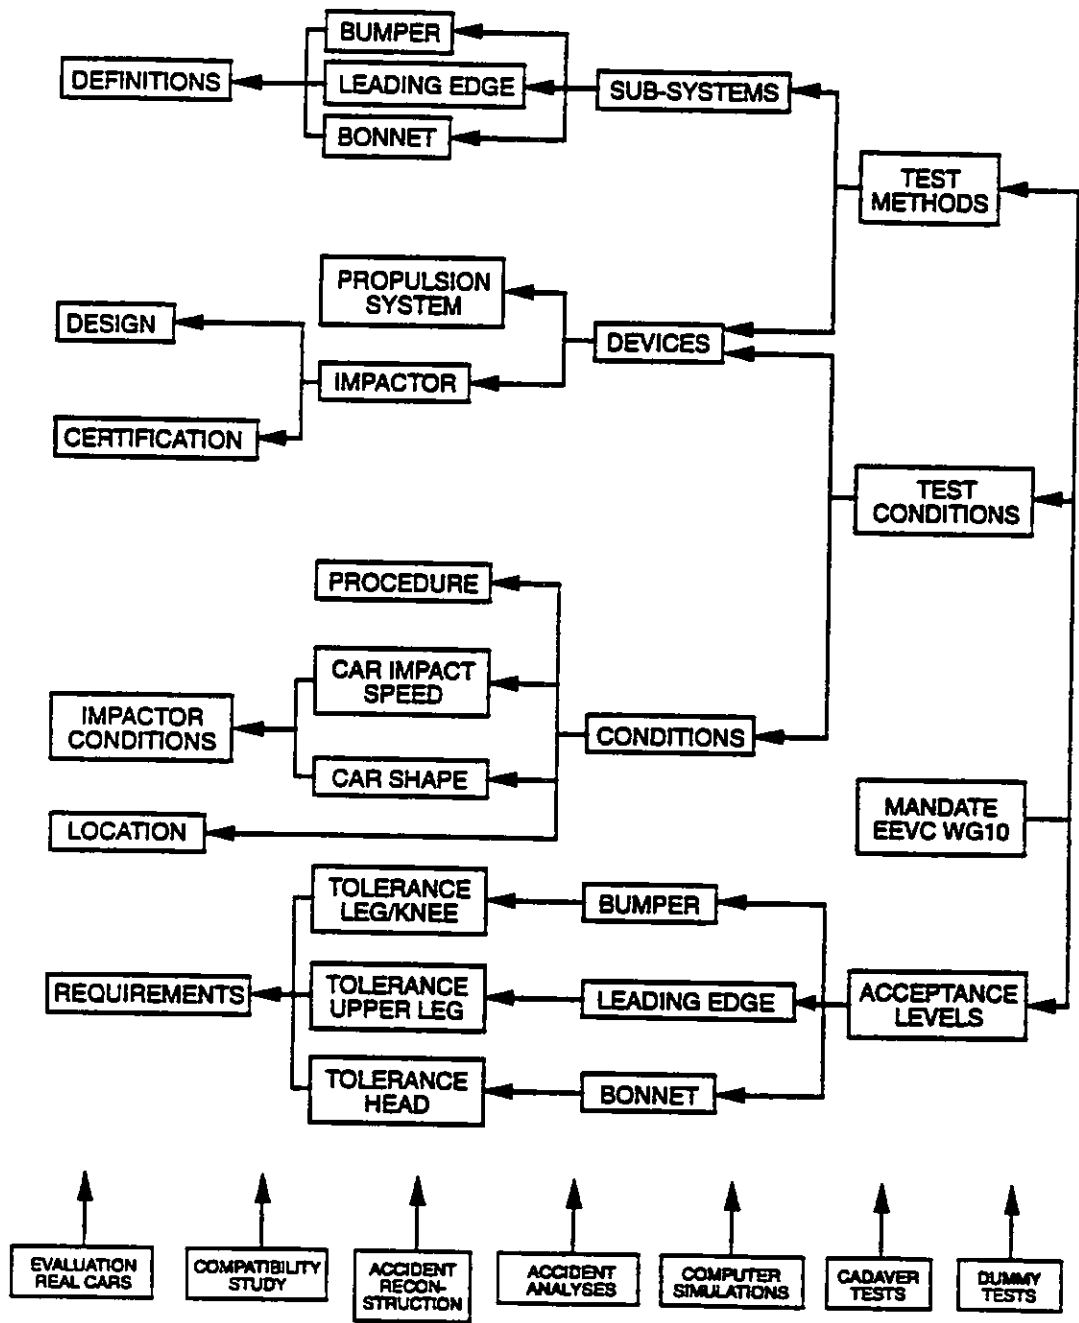 BUMPER
DEFINITIONS
LEADING EDGE
SUB-SYSTEMS
BONNET
TEST
METHODS
PROPULSION
SYSTEM
DESIGN
DEVICES
IMPACTOR
CERTIFICATION
TEST
CONDITIONS
PROCEDURE
CAR IMPACT
SPEED
IMPACTOR
CONDITIONS
CONDITIONS
CAR SHAPE
MANDATE
EEVC WG10
LOCATION
TOLERANCE
LEG/KNEE
BUMPER
REQUIREMENTS
TOLERANCE
UPPER LEG
LEADING EDGE
ACCEPTANCE
LEVELS
TOLERANCE
HEAD
BONNET
EVALUATION
REAL CARS
COMPATIBILITY
STUDY
ACCIDENT
RECON-
STRUCTION
ACCIDENT
ANALYSES
COMPUTER
SIMULATIONS
CADAVER
TESTS
DUMMY
TESTS